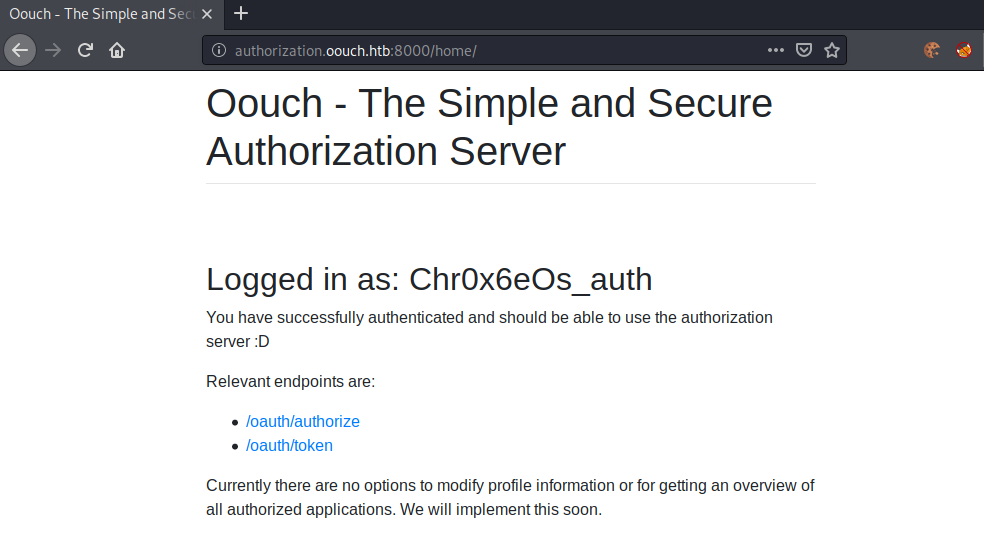 Oouch - The Simple and Sec
authorization.oouch.htb:8000/home/
Oouch - The Simple and Secure
Authorization Server
Logged in as: Chr0x6eOs_auth
You have successfully authenticated and should be able to use the authorization
server :D
Relevant endpoints are:
• /oauth/authorize
• /oauth/token
Currently there are no options to modify profile information or for getting an overview of
all authorized applications. We will implement this soon.